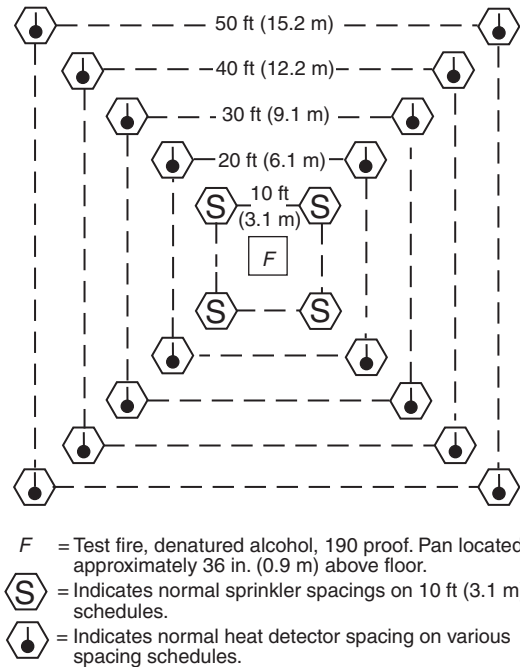 50 ft (15.2 m)
40 ft (12.2 m)
30 ft (9.1 m)
20 ft (6.1 m)
10 ft
(3.1 m)
S S
F
S S
F = Test fire, denatured alcohol, 190 proof. Pan located
approximately 36 in. (0.9 m) above floor.
S = Indicates normal sprinkler spacings on 10 ft (3.1 m
schedules.
= Indicates normal heat detector spacing on various
spacing schedules.